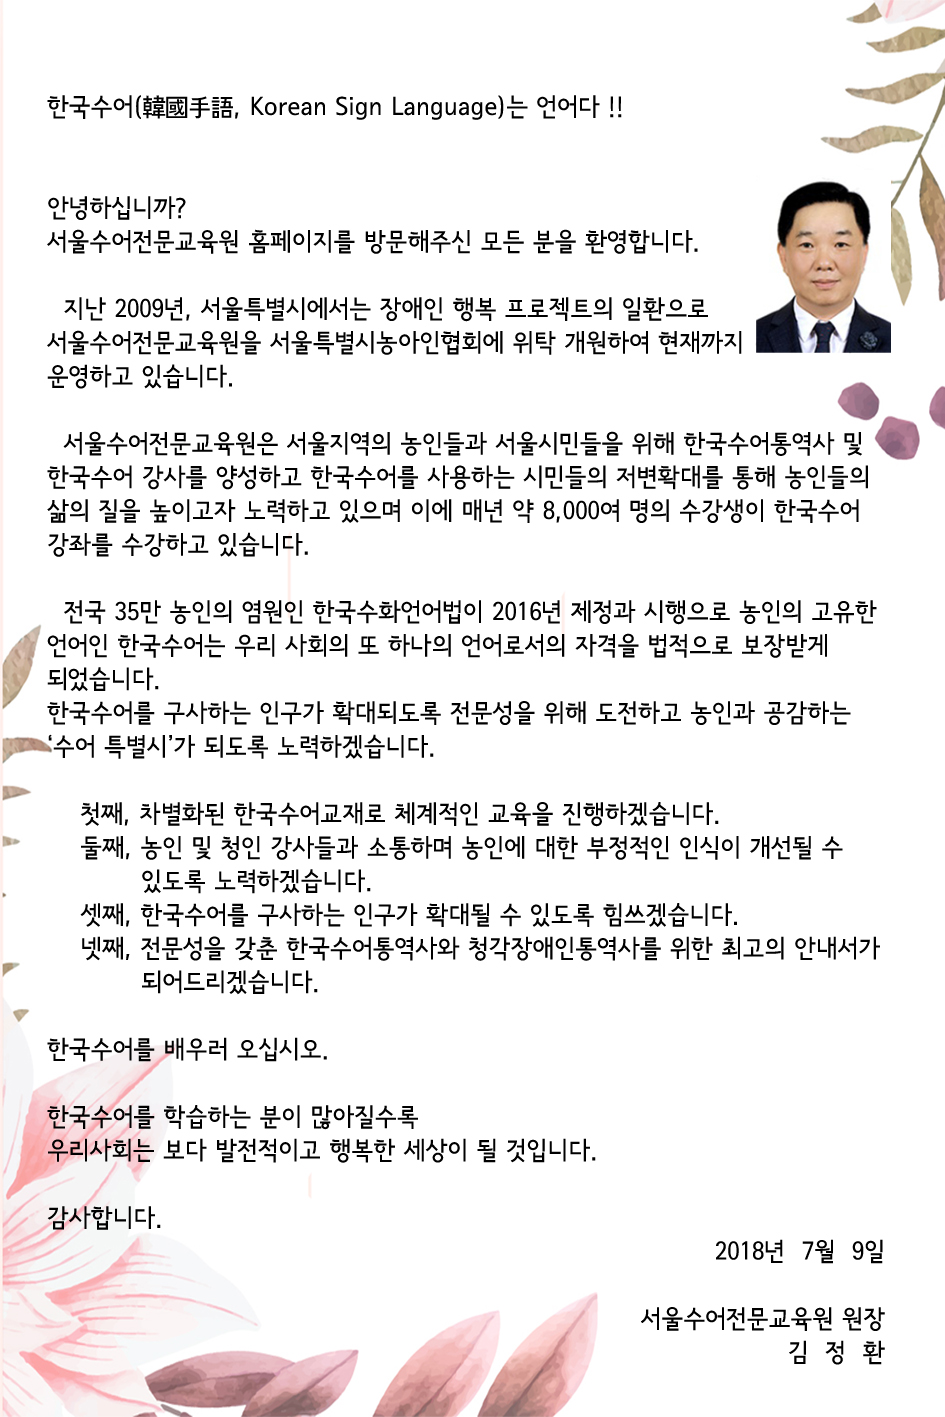 한국수어(韓國手語, Korean Sign Language)는 언어다 !!
안녕하십니까?
서울수어전문교육원 홈페이지를 방문해주신 모든 분을 환영합니다.
지난 2009년, 서울특별시에서는 장애인 행복 프로젝트의 일환으로
서울수어전문교육원을 서울특별시농아인협회에 위탁 개원하여 현재까지
운영하고 있습니다.
서울수어전문교육원은 서울지역의 농인들과 서울시민들을 위해 한국수어통역사 및
한국수어 강사를 양성하고 한국수어를 사용하는 시민들의 저변확대를 통해 농인들의
삶의 질을 높이고자 노력하고 있으며 이에 매년 약 8,000여 명의 수강생이 한국수어
강좌를 수강하고 있습니다.
전국 35만 농인의 염원인 한국수화언어법이 2016년 제정과 시행으로 농인의 고유한
언어인 한국수어는 우리 사회의 또 하나의 언어로서의 자격을 법적으로 보장받게
되었습니다.
한국수어를 구사하는 인구가 확대되도록 전문성을 위해 도전하고 농인과 공감하는
‘수어 특별시’가 되도록 노력하겠습니다.
첫째, 차별화된 한국수어교재로 체계적인 교육을 진행하겠습니다.
둘째, 농인 및 청인 강사들과 소통하며 농인에 대한 부정적인 인식이 개선될 수
있도록 노력하겠습니다.
셋째, 한국수어를 구사하는 인구가 확대될 수 있도록 힘쓰겠습니다.
넷째, 전문성을 갖춘 한국수어통역사와 청각장애인통역사를 위한 최고의 안내서가
되어드리겠습니다.
한국수어를 배우러 오십시오.
한국수어를 학습하는 분이 많아질수록
우리사회는 보다 발전적이고 행복한 세상이 될 것입니다.
감사합니다.
2018년 7월 9일
서울수어전문교육원 원장
김 정 환